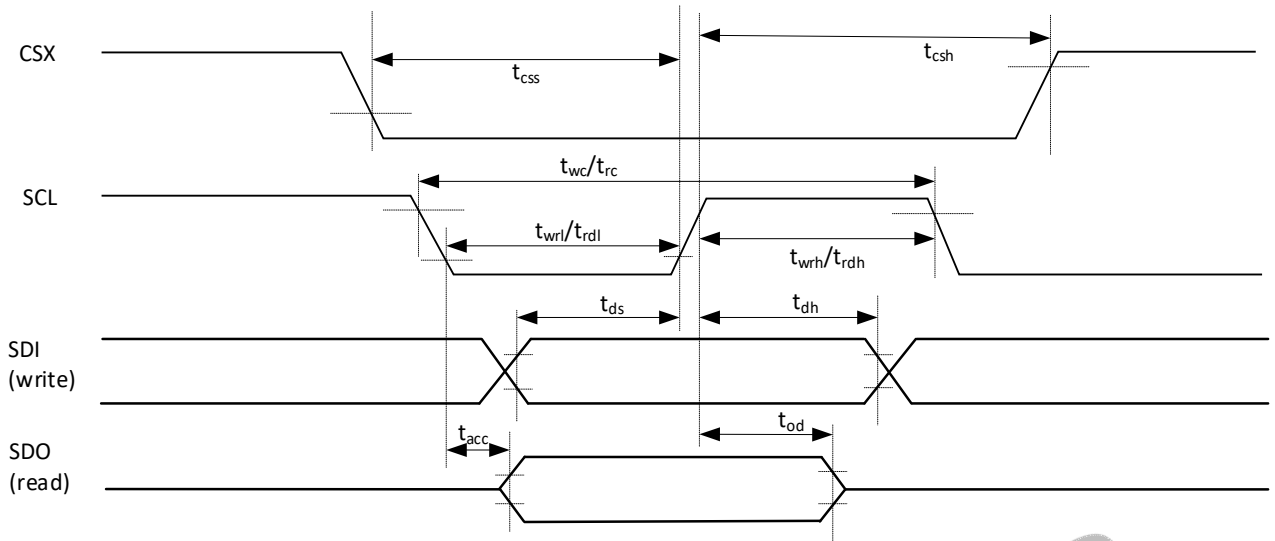 CSX
t_css
t_csh
SCL
t_wc/t_rc
t_wrl/t_rdl
t_wrh/t_rdh
SDI
(write)
t_ds
t_dh
SDO
(read)
t_acc
t_od